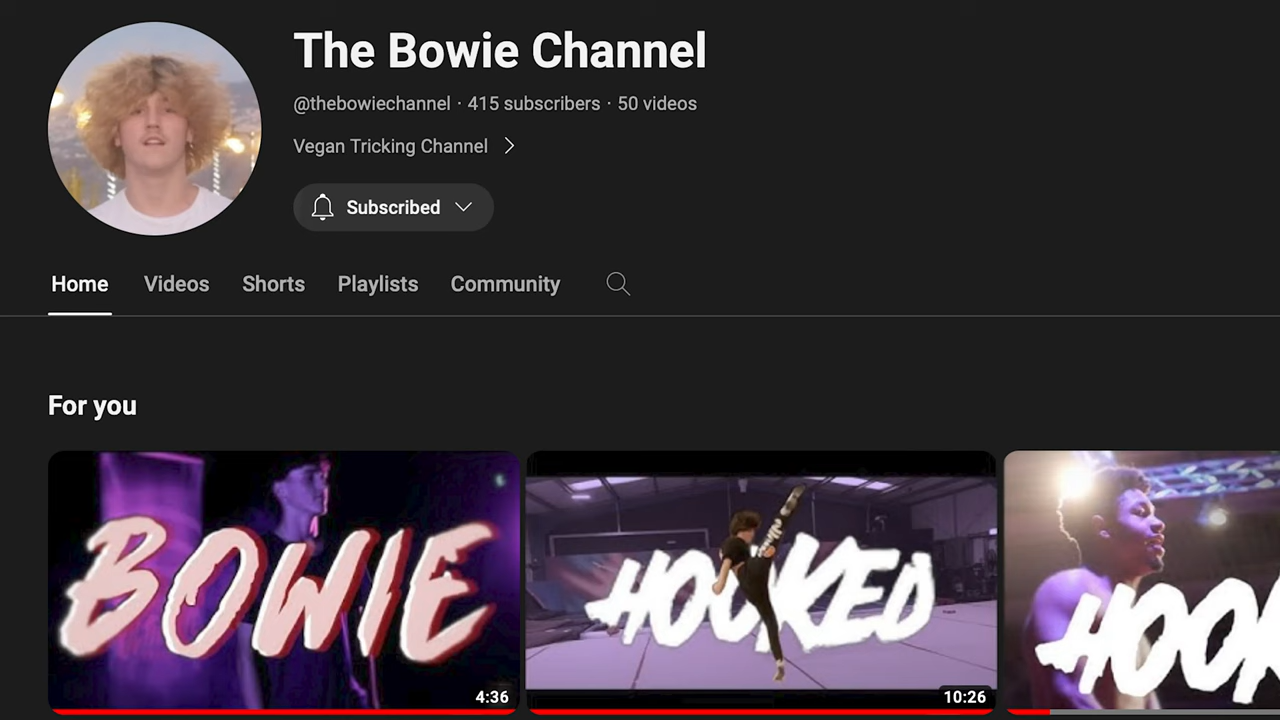 The Bowie Channel
@thebowiechannel · 415 subscribers · 50 videos
Vegan Tricking Channel
Subscribed
Home Videos Shorts Playlists Community
For you
BOWIE
4:36
HOOKED
10:26
HOOK